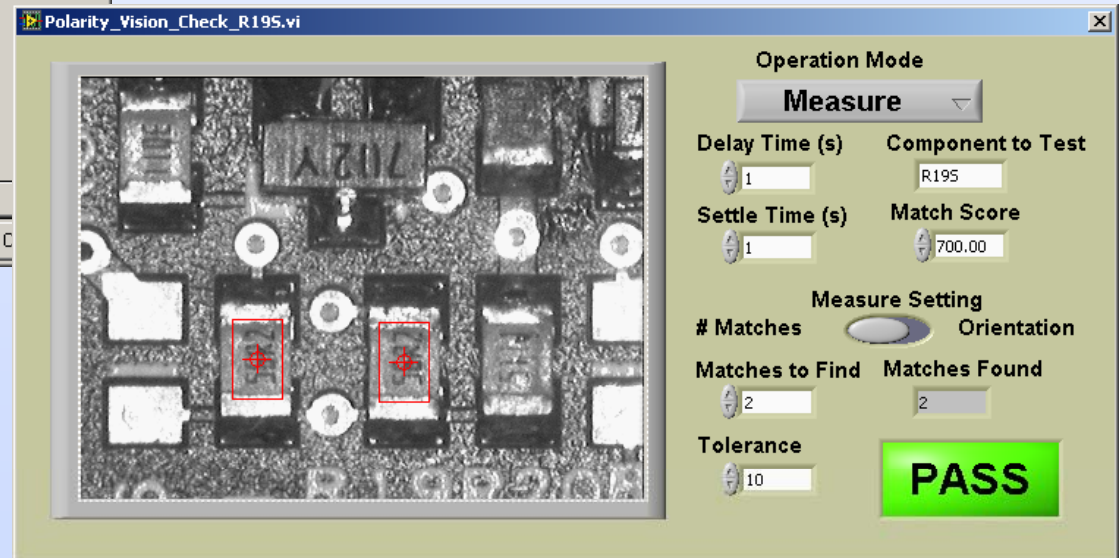 Polarity_Vision_Check_R195.vi
Operation Mode
Measure
Delay Time (s)
Component to Test
1
R195
Settle Time (s)
Match Score
1
700.00
Measure Setting
# Matches
Orientation
Matches to Find
Matches Found
2
2
Tolerance
10
PASS
702Y